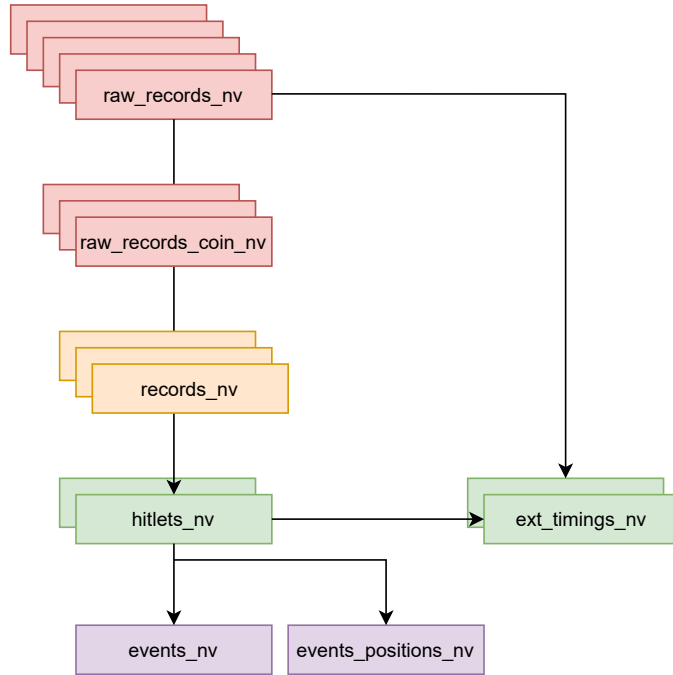 raw_records_nv
raw_records_coin_nv
records_nv
hitlets_nv
ext_timings_nv
events_nv
events_positions_nv